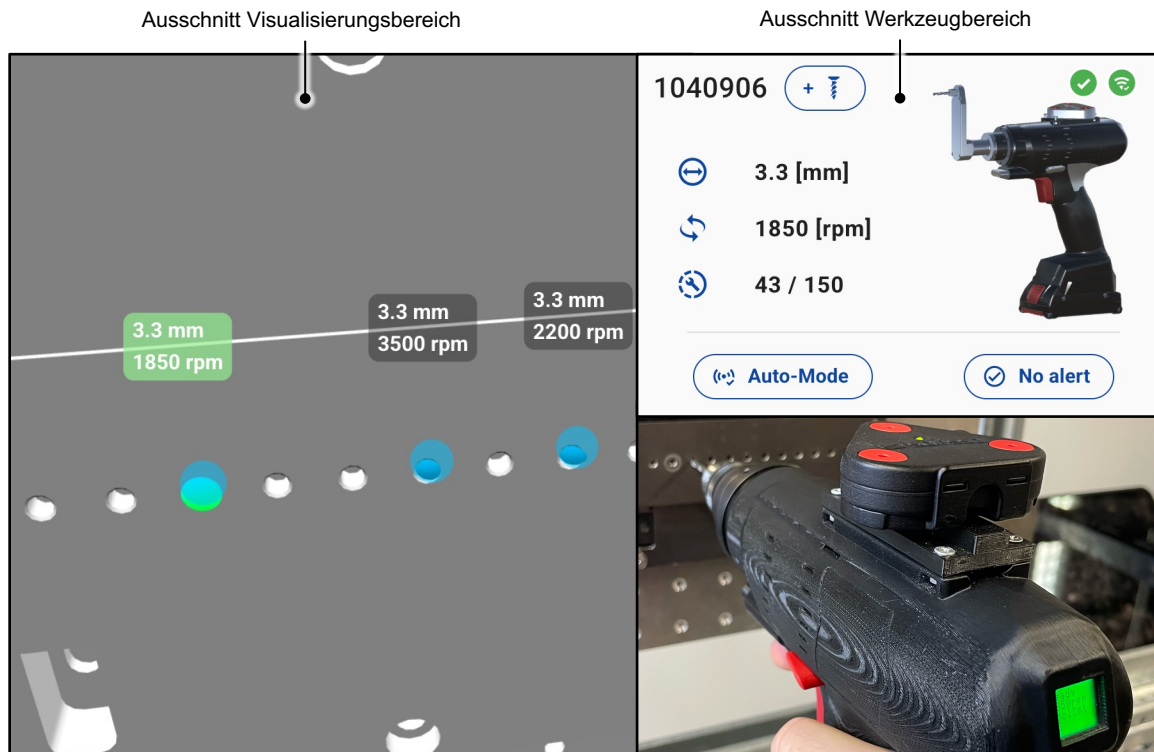 Ausschnitt Visualisierungsbereich
Ausschnitt Werkzeugbereich
3.3 mm
1850 rpm
3.3 mm
3500 rpm
3.3 mm
2200 rpm
1040906
+
3.3 [mm]
1850 [rpm]
43 / 150
Auto-Mode
No alert